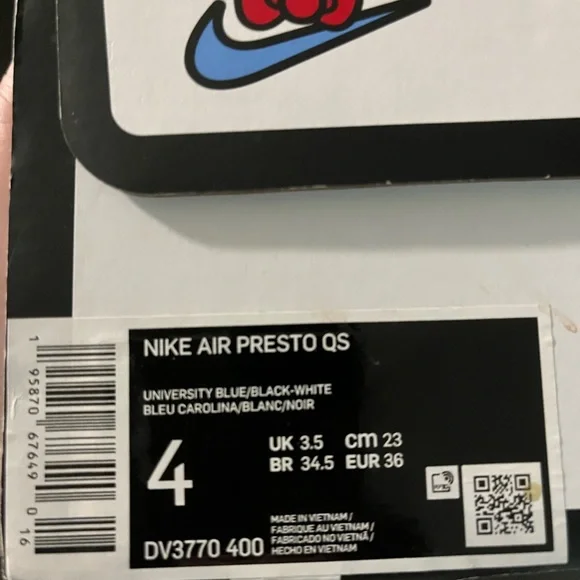 NIKE AIR PRESTO QS
UNIVERSITY BLUE/BLACK-WHITE
BLEU CAROLINA/BLANC/NOIR
4
UK 3.5 cm 23
BR 34.5 EUR 36
MADE IN VIETNAM /
FABRIQUE AU VIETNAM /
FABRICADO NO VIETNÃ /
HECHO EN VIETNAM
DV3770 400
1 95870 67649 0 16